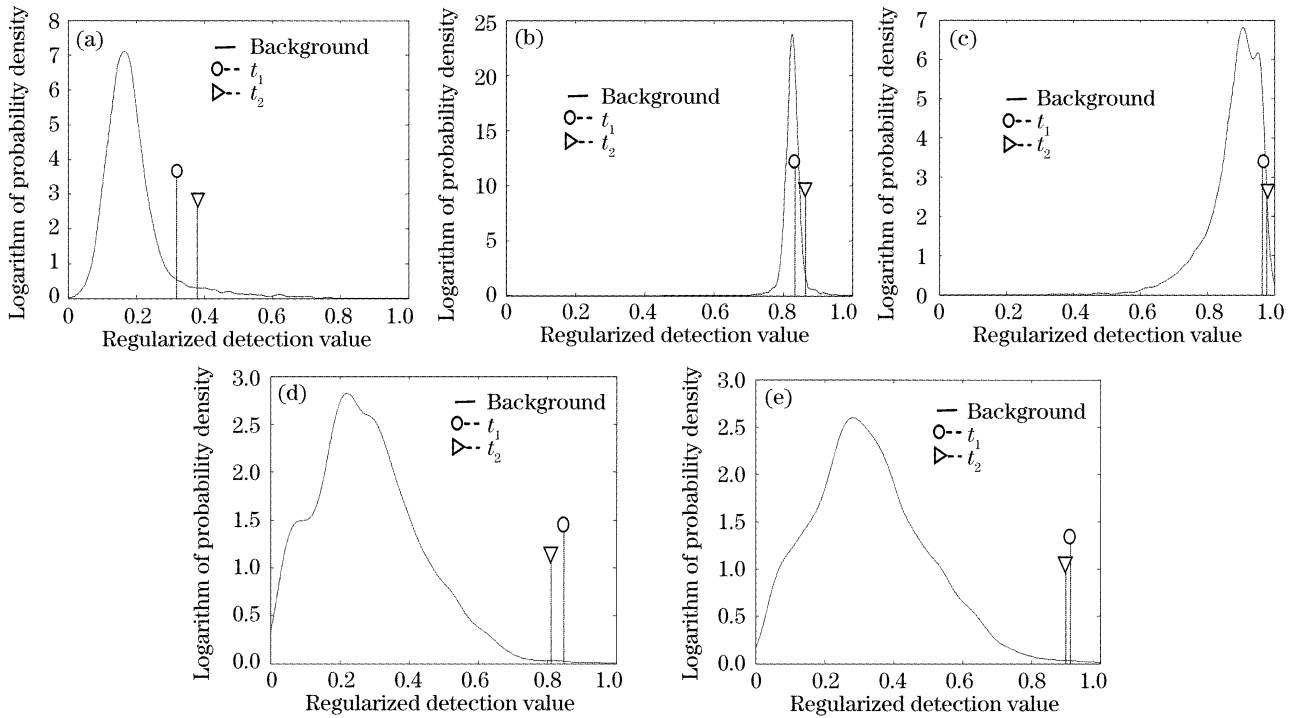 (a)
Logarithm of probability density
8
7
6
5
4
3
2
1
0
Background
t1
t2
0 0.2 0.4 0.6 0.8 1.0
Regularized detection value
(b)
Logarithm of probability density
25
20
15
10
5
0
Background
t1
t2
0 0.2 0.4 0.6 0.8 1.0
Regularized detection value
(c)
Logarithm of probability density
7
6
5
4
3
2
1
0
Background
t1
t2
0 0.2 0.4 0.6 0.8 1.0
Regularized detection value
(d)
Logarithm of probability density
3.0
2.5
2.0
1.5
1.0
0.5
0.0
Background
t1
t2
0 0.2 0.4 0.6 0.8 1.0
Regularized detection value
(e)
Logarithm of probability density
3.0
2.5
2.0
1.5
1.0
0.5
0.0
Background
t1
t2
0 0.2 0.4 0.6 0.8 1.0
Regularized detection value